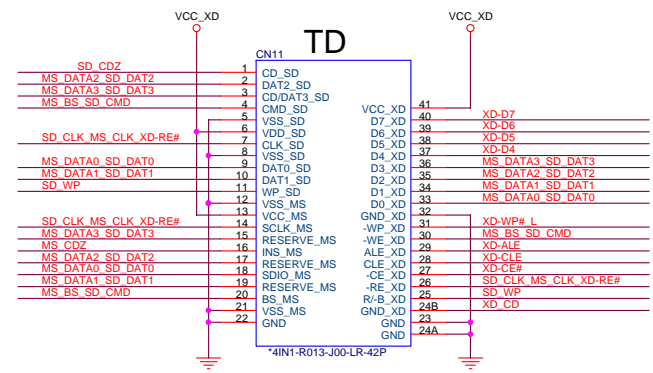 VCC_XD
VCC_XD
TD
CN11
SD_CDZ 1 CD_SD
MS_DATA2_SD_DAT2 2 DAT2_SD
MS_DATA3_SD_DAT3 3 CD/DAT3_SD
MS_BS_SD_CMD 4 CMD_SD
5 VSS_SD
6 VDD_SD
SD_CLK_MS_CLK_XD-RE# 7 CLK_SD
8 VSS_SD
MS_DATA0_SD_DAT0 9 DAT0_SD
MS_DATA1_SD_DAT1 10 DAT1_SD
SD_WP 11 WP_SD
12 VSS_MS
13 VCC_MS
SD_CLK_MS_CLK_XD-RE# 14 SCLK_MS
MS_DATA3_SD_DAT3 15 RESERVE_MS
MS_CDZ 16 INS_MS
MS_DATA2_SD_DAT2 17 RESERVE_MS
MS_DATA0_SD_DAT0 18 SDIO_MS
MS_DATA1_SD_DAT1 19 RESERVE_MS
MS_BS_SD_CMD 20 BS_MS
21 VSS_MS
22 GND
VCC_XD 41
D7_XD 40 XD-D7
D6_XD 39 XD-D6
D5_XD 38 XD-D5
D4_XD 37 XD-D4
D3_XD 36 MS_DATA3_SD_DAT3
D2_XD 35 MS_DATA2_SD_DAT2
D1_XD 34 MS_DATA1_SD_DAT1
D0_XD 33 MS_DATA0_SD_DAT0
GND_XD 32
-WP_XD 31 XD-WP#_L
-WE_XD 30 MS_BS_SD_CMD
ALE_XD 29 XD-ALE
CLE_XD 28 XD-CLE
-CE_XD 27 XD-CE#
-RE_XD 26 SD_CLK_MS_CLK_XD-RE#
R/-B_XD 25 SD_WP
GND_XD 24B XD_CD
GND 23
GND 24A
*4IN1-R013-J00-LR-42P